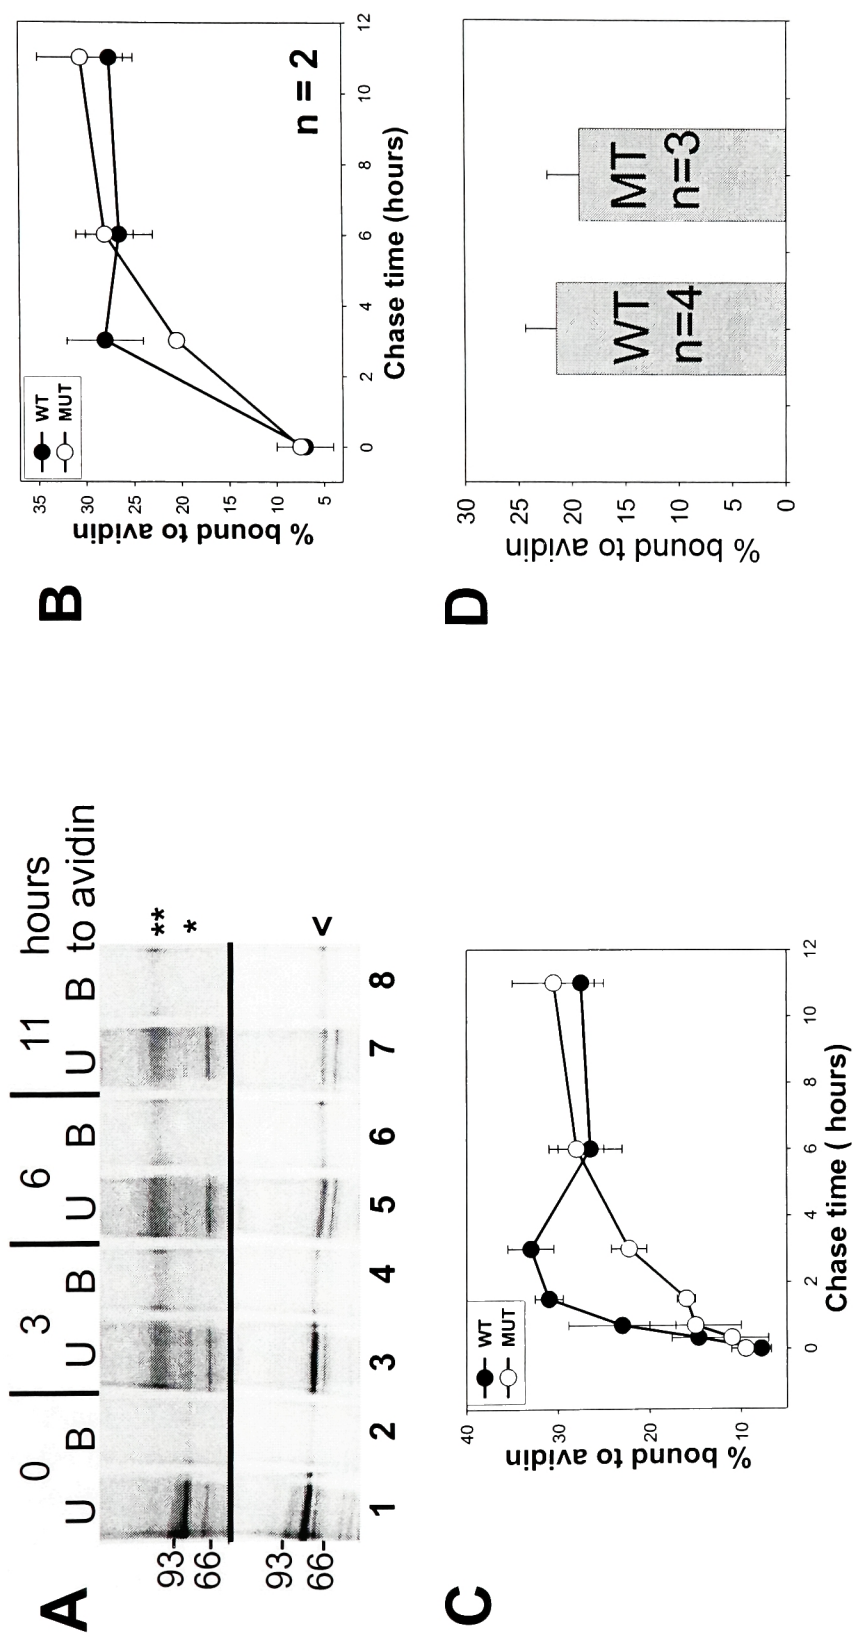 A
0 3 6 11 hours
U B U B U B U B to avidin
93-
66-
**
*
93-
66-
<
1 2 3 4 5 6 7 8
B
WT
MUT
35
30
25
20
15
10
5
% bound to avidin
n = 2
0 2 4 6 8 10 12
Chase time (hours)
C
WT
MUT
40
30
20
10
% bound to avidin
0 2 4 6 8 10 12
Chase time ( hours)
D
30
25
20
15
10
5
0
% bound to avidin
WT
n=4
MT
n=3